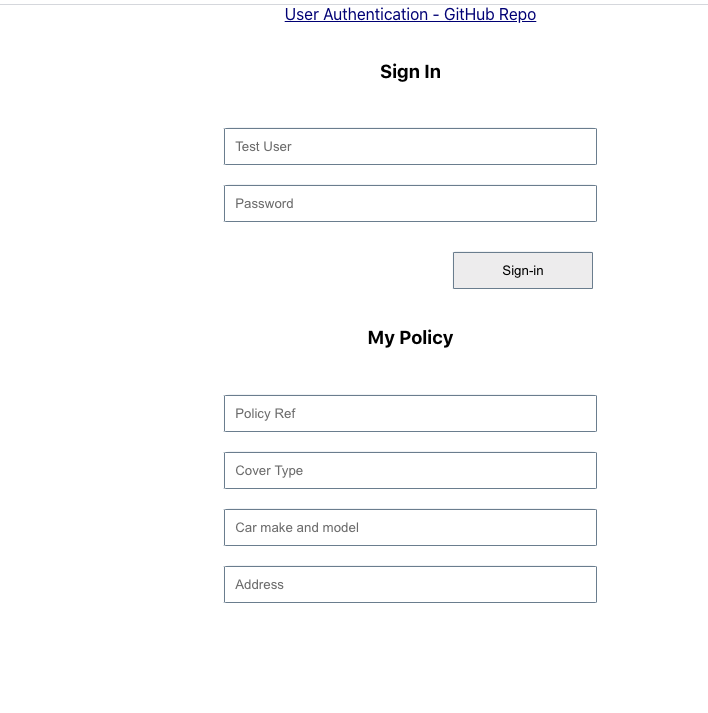 User Authentication - GitHub Repo
Sign In
Test User
Password
Sign-in
My Policy
Policy Ref
Cover Type
Car make and model
Address